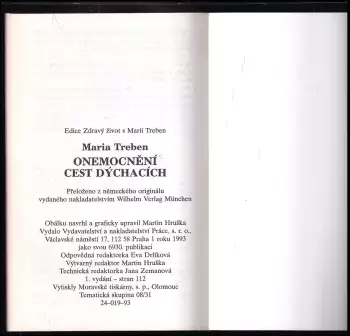 Edice Zdravý život s Marií Treben
Maria Treben
ONEMOCNĚNÍ
CEST DÝCHACÍCH
Přeloženo z německého originálu
vydaného nakladatelstvím Wilhelm Verlag München
Obálku navrhl a graficky upravil Martin Hruška
Vydalo Vydavatelství a nakladatelství Práce, s. r. o.,
Václavské náměstí 17, 112 58 Praha 1 roku 1993
jako svou 6930. publikaci
Odpovědná redaktorka Eva Drlíková
Výtvarný redaktor Martin Hruška
Technická redaktorka Jana Zemanová
1. vydání – stran 112
Vytiskly Moravské tiskárny, s. p., Olomouc
Tematická skupina 08/31
24-019-93